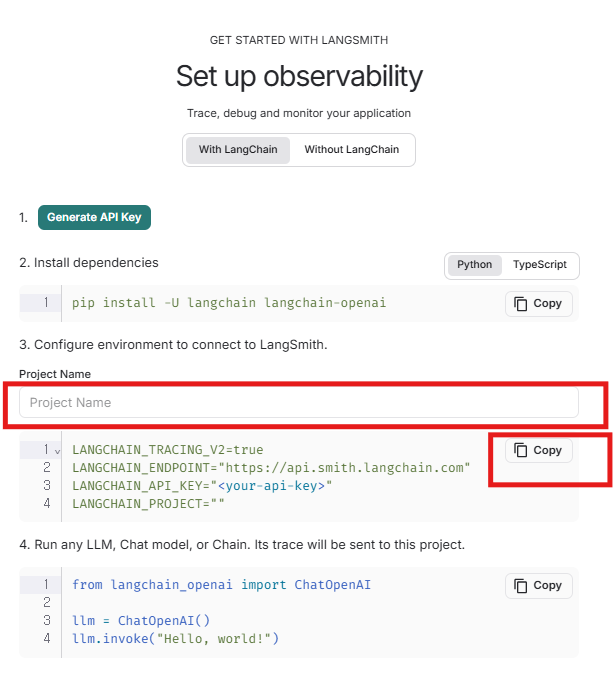 GET STARTED WITH LANGSMITH
Set up observability
Trace, debug and monitor your application
With LangChain Without LangChain
1. Generate API Key
2. Install dependencies
Python TypeScript
1 pip install -U langchain langchain-openai
Copy
3. Configure environment to connect to LangSmith.
Project Name
Project Name
1 LANGCHAIN_TRACING_V2=true
Copy
2 LANGCHAIN_ENDPOINT="https://api.smith.langchain.com"
3 LANGCHAIN_API_KEY="<your-api-key>"
4 LANGCHAIN_PROJECT=""
4. Run any LLM, Chat model, or Chain. Its trace will be sent to this project.
1 from langchain_openai import ChatOpenAI
Copy
2
3 llm = ChatOpenAI()
4 llm.invoke("Hello, world!")